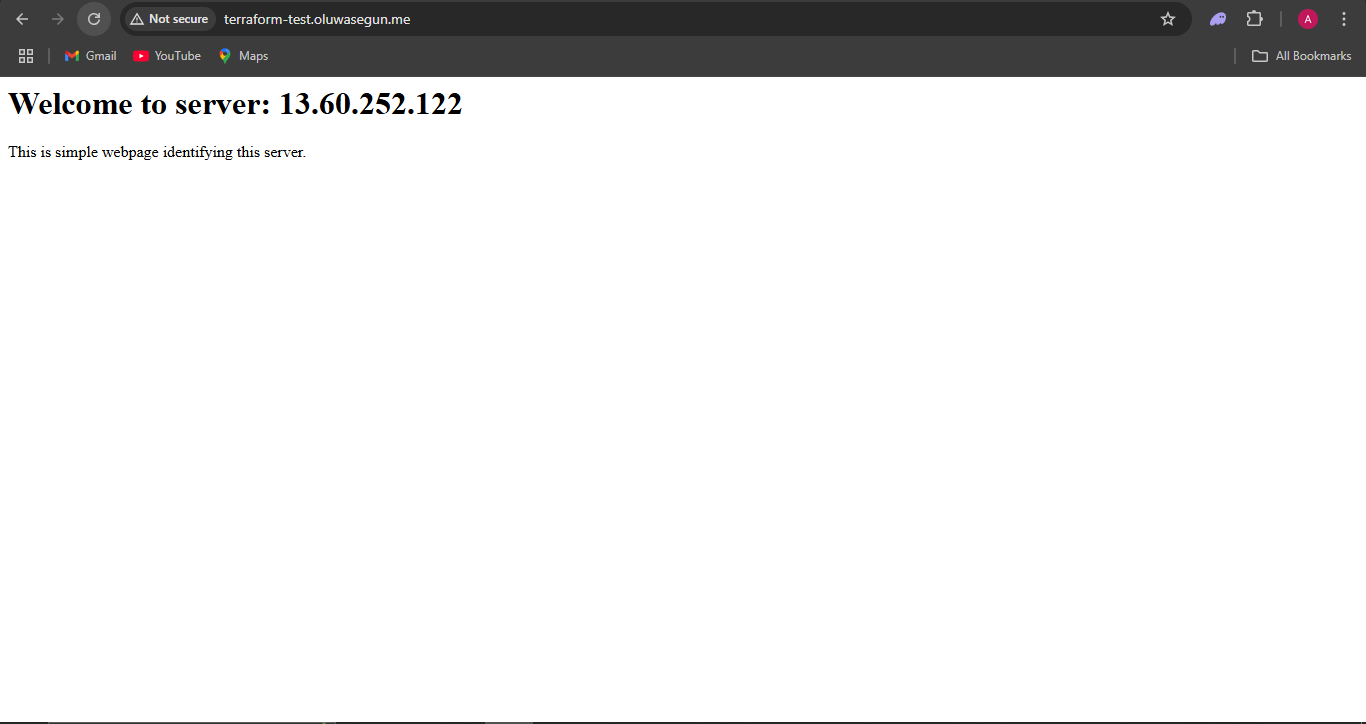 Not secure terraform-test.oluwasegun.me A
Gmail YouTube Maps All Bookmarks
Welcome to server: 13.60.252.122
This is simple webpage identifying this server.